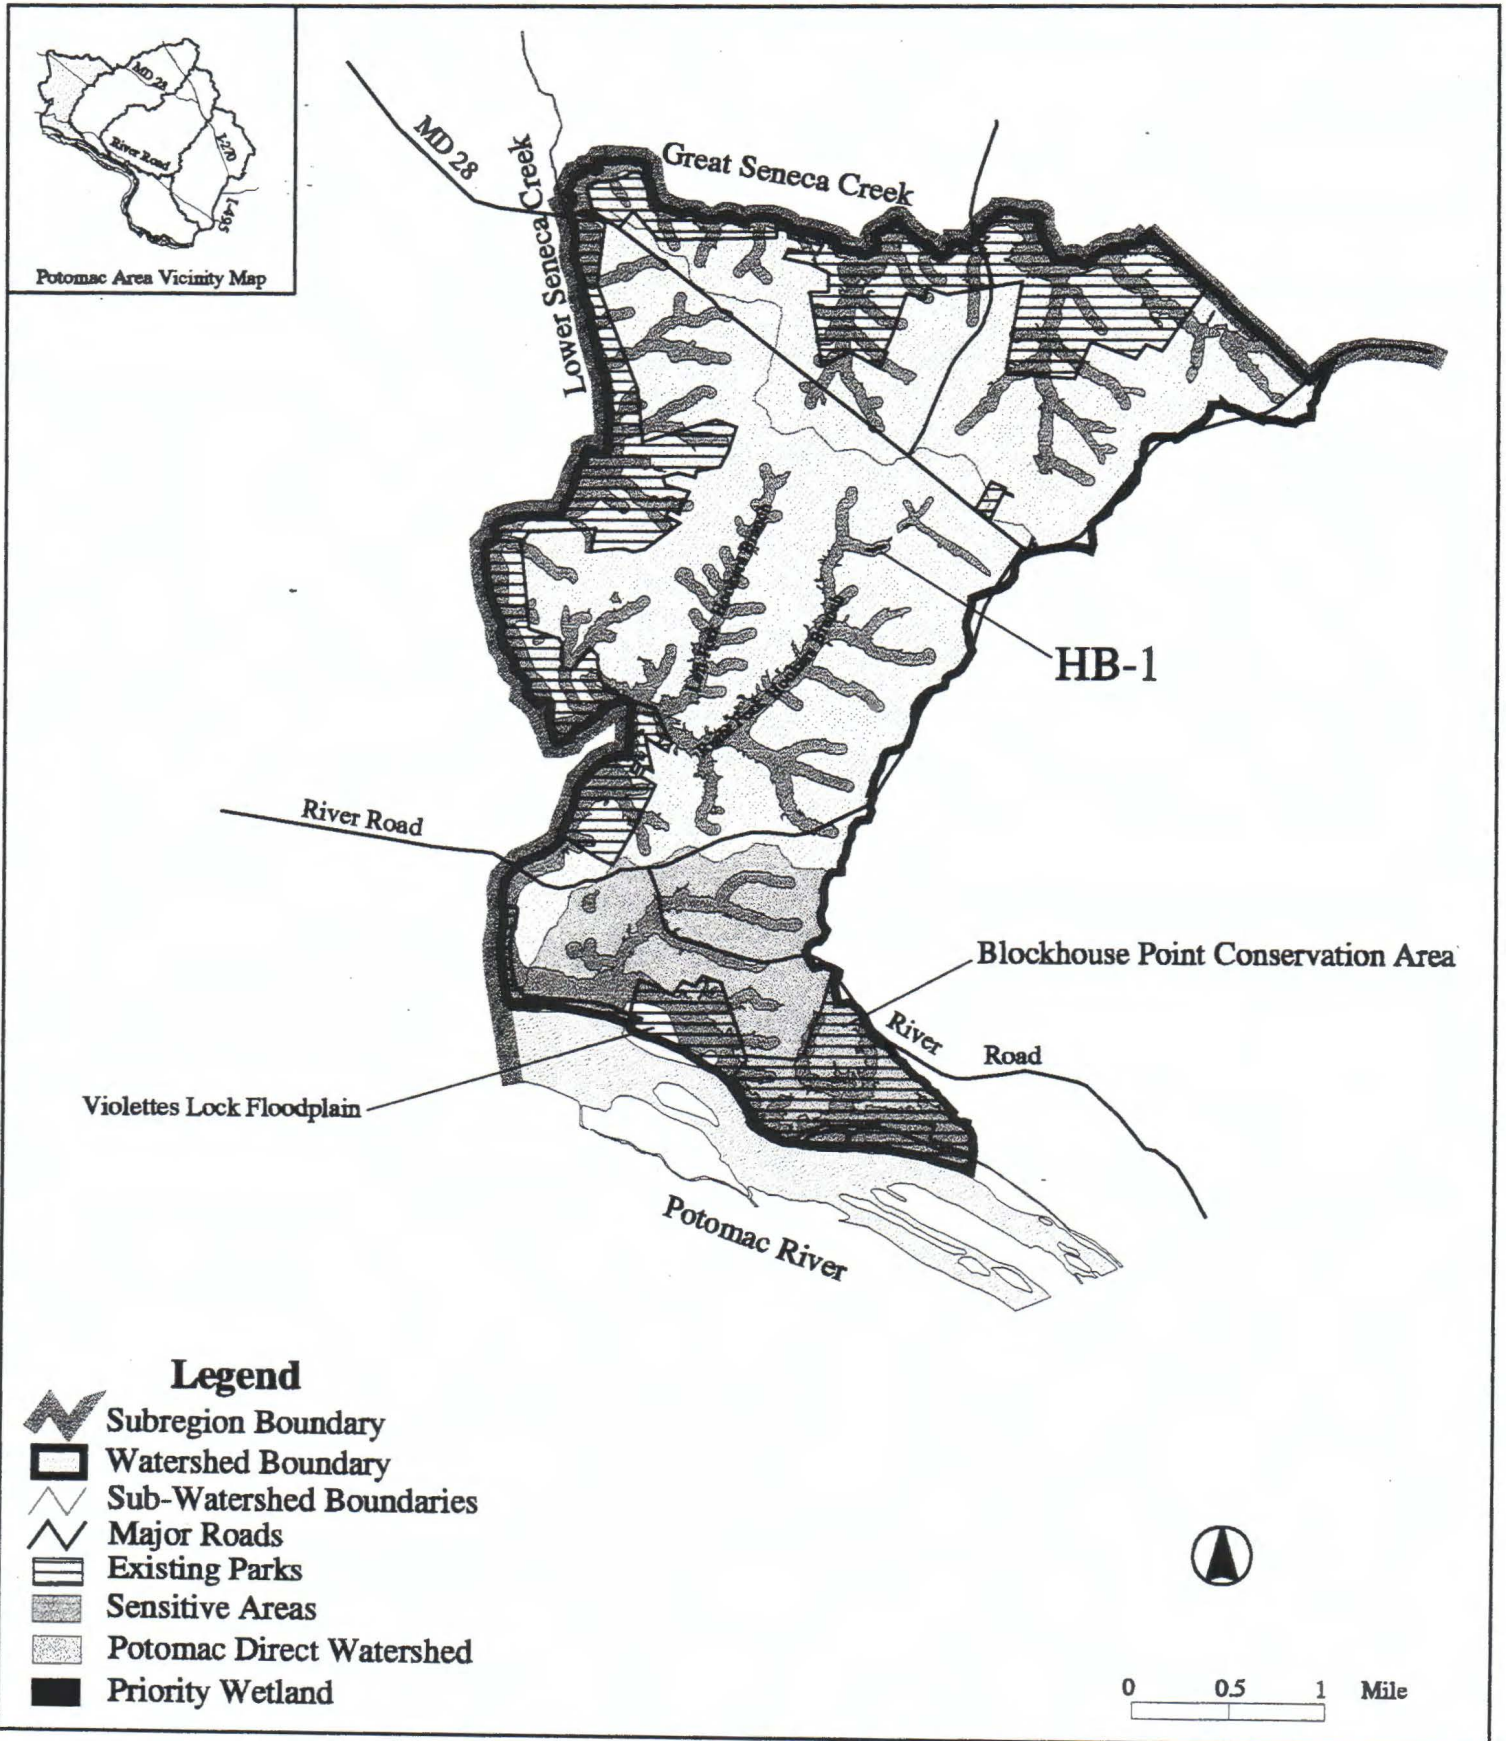 MD 28
River Road
I-270
I-495
Potomac Area Vicinity Map
MD 28
Lower Seneca Creek
Great Seneca Creek
HB-1
River Road
Blockhouse Point Conservation Area
River Road
Violettes Lock Floodplain
Potomac River
Legend
Subregion Boundary
Watershed Boundary
Sub-Watershed Boundaries
Major Roads
Existing Parks
Sensitive Areas
Potomac Direct Watershed
Priority Wetland
0 0.5 1 Mile